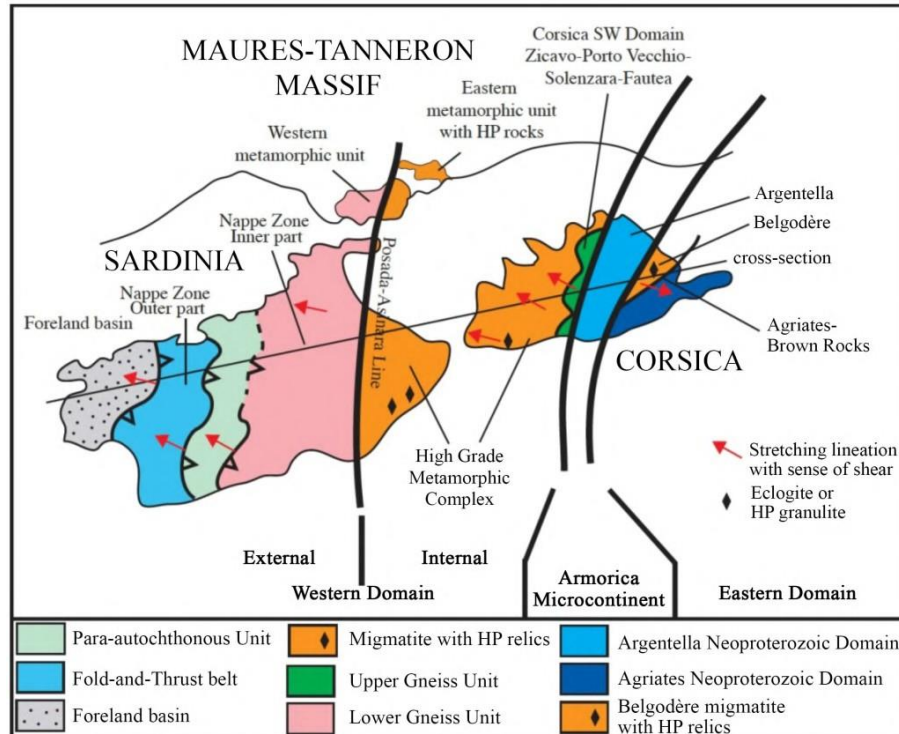 MAURES-TANNERON
MASSIF
Corsica SW Domain
Zicavo-Porto Vecchio-
Solenzara-Fautea
Eastern
metamorphic unit
with HP rocks
Western
metamorphic unit
Argentella
Belgodère
cross-section
Nappe Zone
Inner part
SARDINIA
Nappe Zone
Outer part
Foreland basin
Posada-Asinara Line
Agriates-
Brown Rocks
CORSICA
High Grade
Metamorphic
Complex
Stretching lineation
with sense of shear
Eclogite or
HP granulite
External
Internal
Western Domain
Armorica
Microcontinent
Eastern Domain
Para-autochthonous Unit
Fold-and-Thrust belt
Foreland basin
Migmatite with HP relics
Upper Gneiss Unit
Lower Gneiss Unit
Argentella Neoproterozoic Domain
Agriates Neoproterozoic Domain
Belgodère migmatite
with HP relics